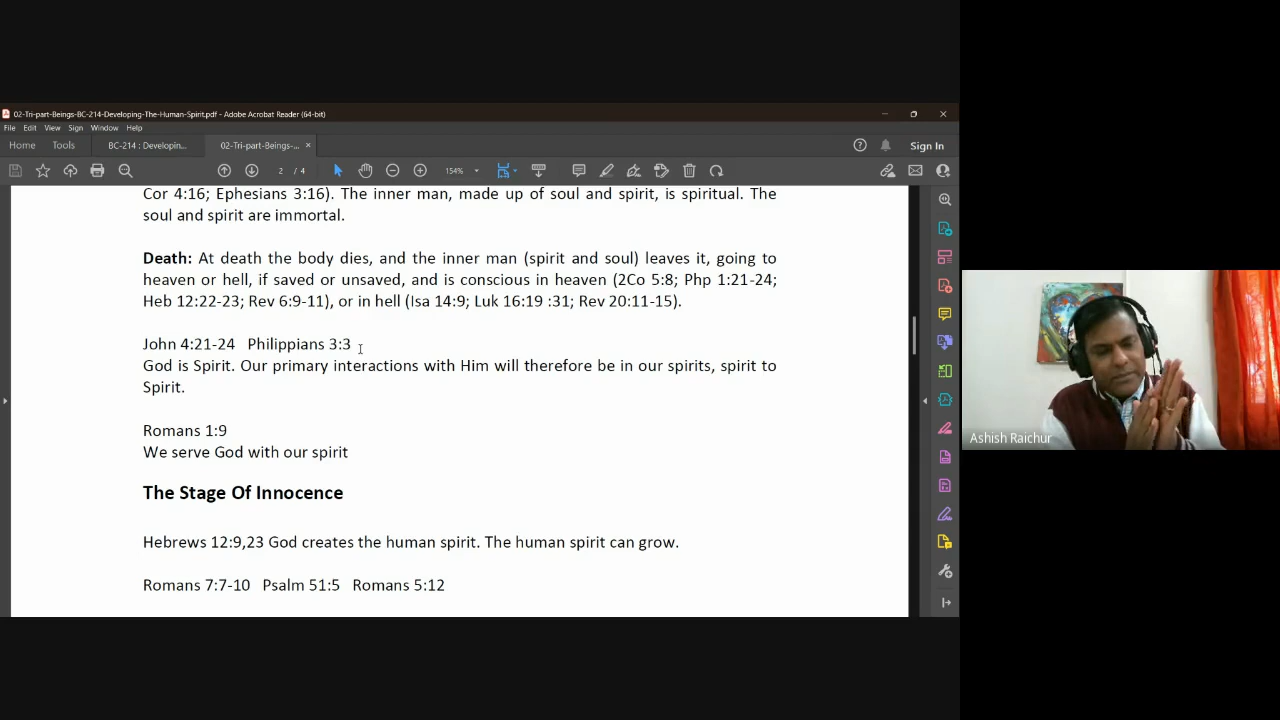 02-Tri-part-Beings-BC-214-Developing-The-Human-Spirit.pdf - Adobe Acrobat Reader (64-bit)
File Edit View Sign Window Help
Home Tools BC-214 : Developin... 02-Tri-part-Beings-... × Sign In
2 / 4 154%
Cor 4:16; Ephesians 3:16). The inner man, made up of soul and spirit, is spiritual. The
soul and spirit are immortal.
Death: At death the body dies, and the inner man (spirit and soul) leaves it, going to
heaven or hell, if saved or unsaved, and is conscious in heaven (2Co 5:8; Php 1:21-24;
Heb 12:22-23; Rev 6:9-11), or in hell (Isa 14:9; Luk 16:19 :31; Rev 20:11-15).
John 4:21-24 Philippians 3:3
God is Spirit. Our primary interactions with Him will therefore be in our spirits, spirit to
Spirit.
Romans 1:9
We serve God with our spirit
The Stage Of Innocence
Hebrews 12:9,23 God creates the human spirit. The human spirit can grow.
Romans 7:7-10 Psalm 51:5 Romans 5:12
Ashish Raichur